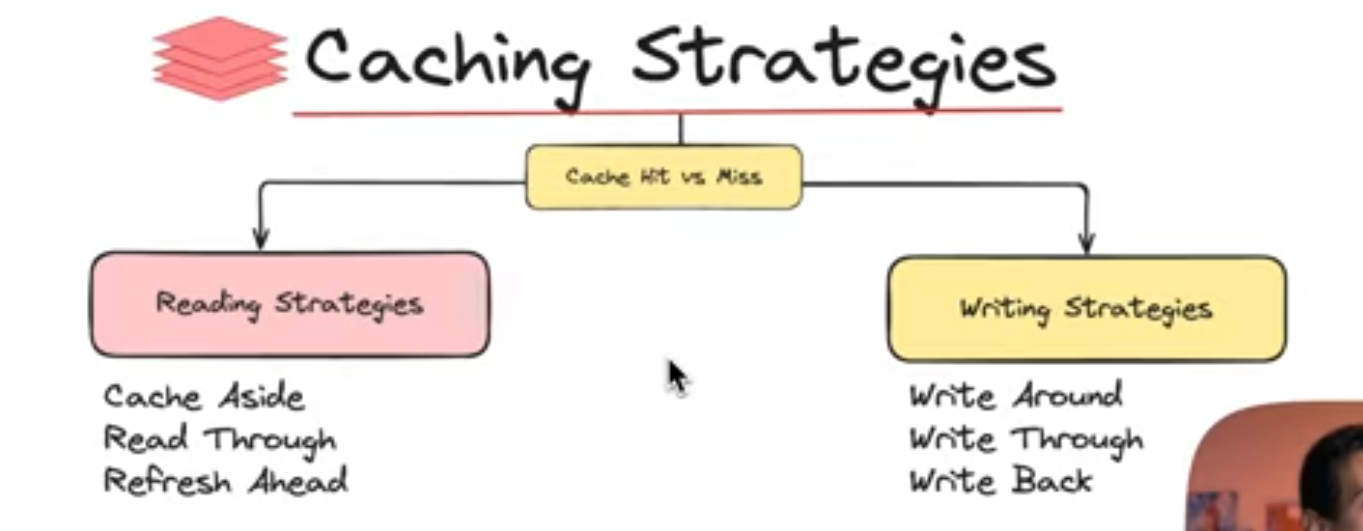 Caching Strategies
Cache Hit vs Miss
Reading Strategies
Writing Strategies
Cache Aside
Read Through
Refresh Ahead
Write Around
Write Through
Write Back